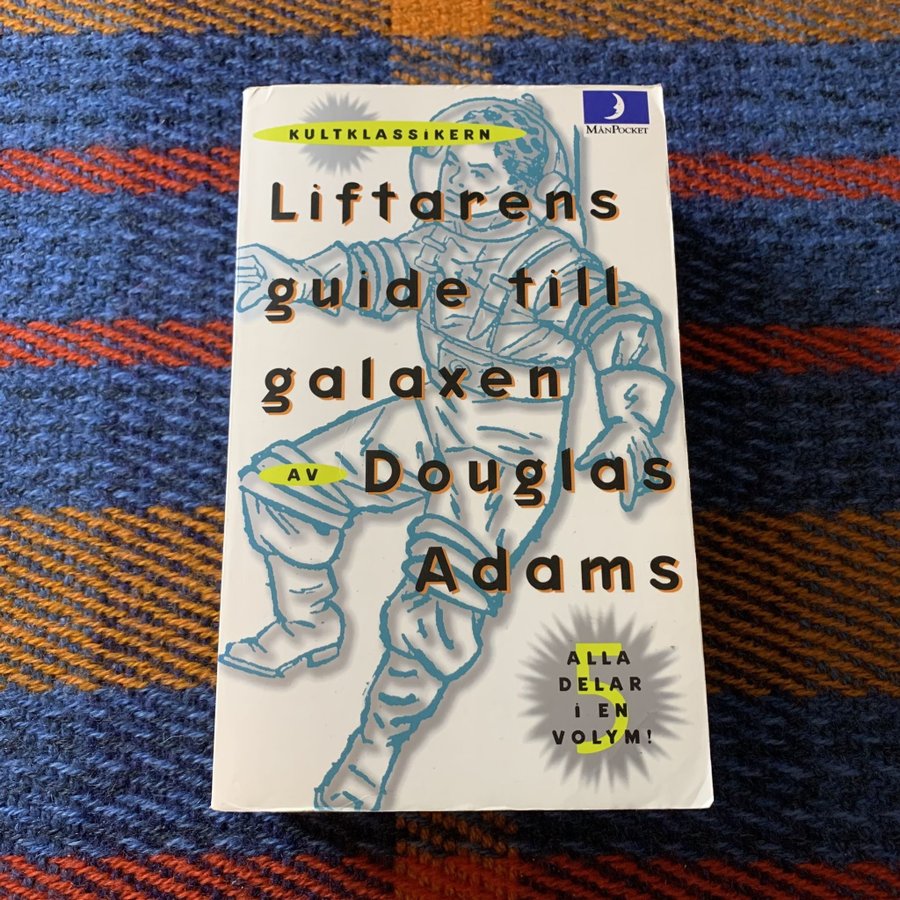 KULTKLASSiKERN
MÅNPOCKET
Liftarens
guide till
galaxen
AV Douglas
Adams
5
ALLA
DELAR
i EN
VOLYM!